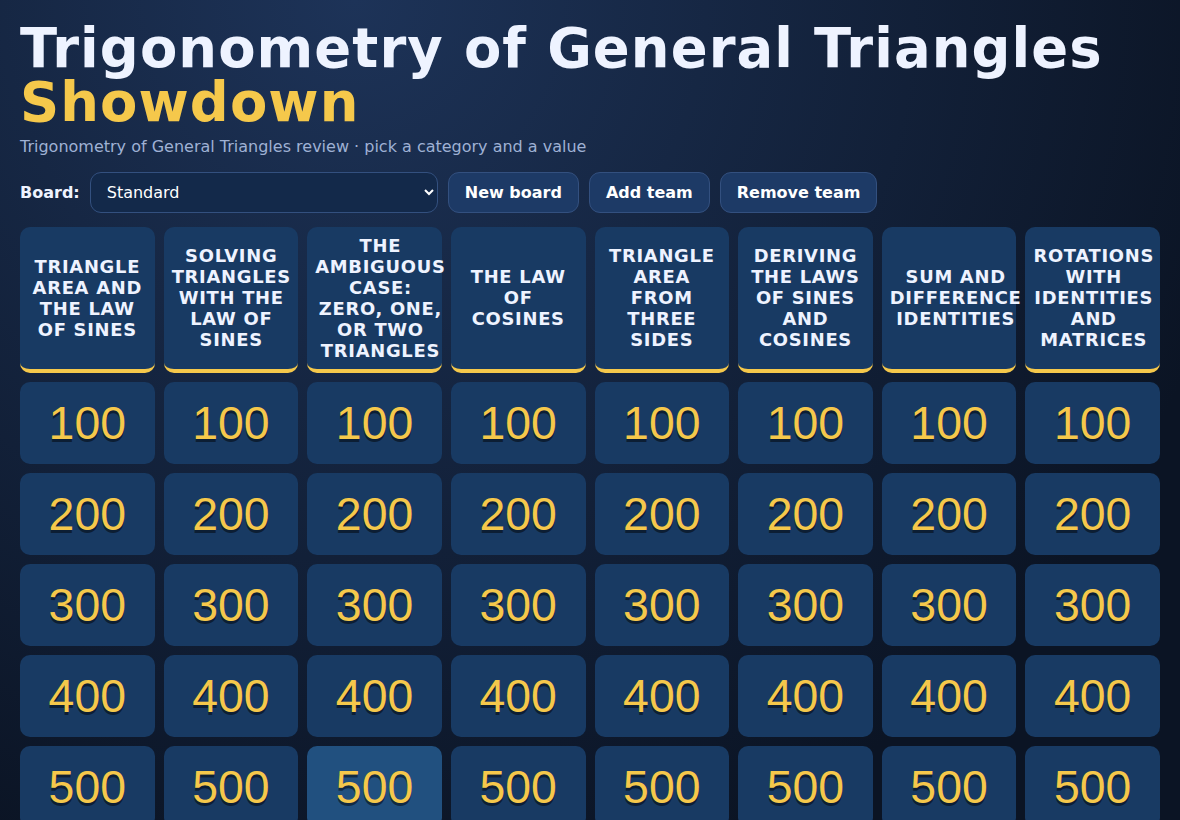 Trigonometry of General Triangles
Showdown
Trigonometry of General Triangles review · pick a category and a value
Board: Standard New board Add team Remove team
TRIANGLE
AREA AND
THE LAW
OF SINES
SOLVING
TRIANGLES
WITH THE
LAW OF
SINES
THE
AMBIGUOUS
CASE:
ZERO, ONE,
OR TWO
TRIANGLES
THE LAW
OF
COSINES
TRIANGLE
AREA
FROM
THREE
SIDES
DERIVING
THE LAWS
OF SINES
AND
COSINES
SUM AND
DIFFERENCE
IDENTITIES
ROTATIONS
WITH
IDENTITIES
AND
MATRICES
100 100 100 100 100 100 100 100
200 200 200 200 200 200 200 200
300 300 300 300 300 300 300 300
400 400 400 400 400 400 400 400
500 500 500 500 500 500 500 500